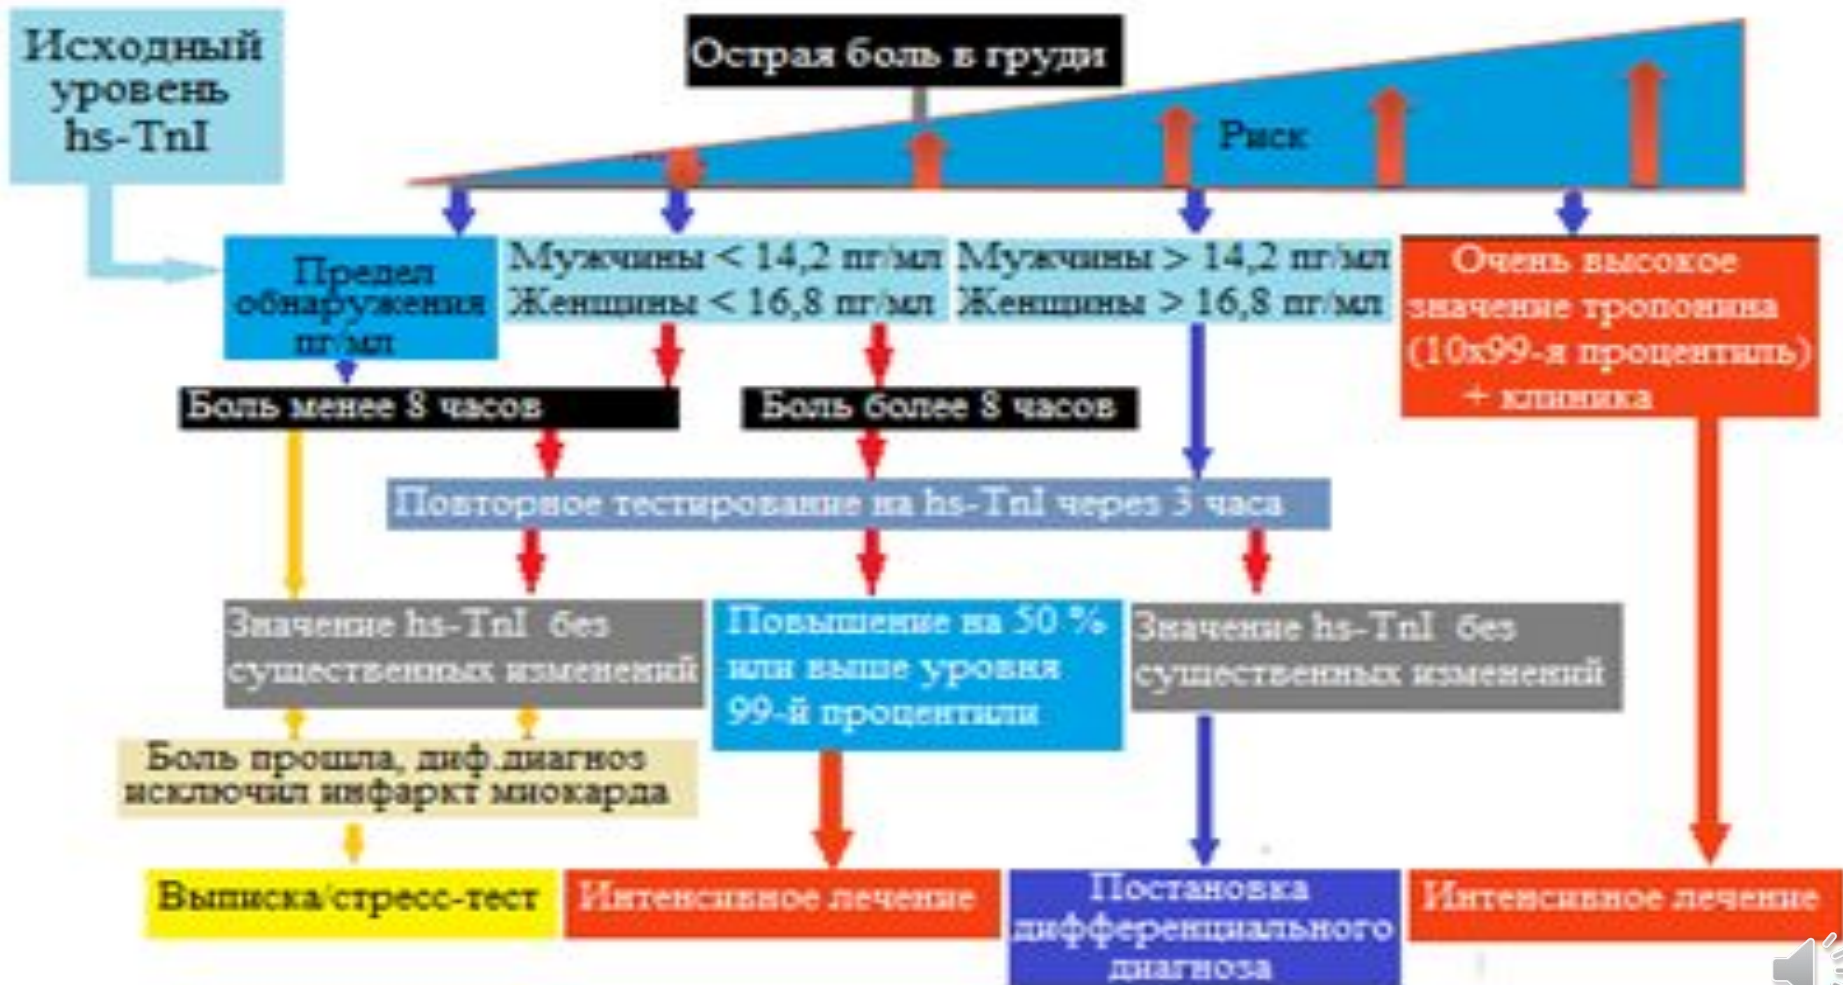 Исходный
уровень
hs-TnI
Острая боль в груди
Риск
Предел
обнаружения
пг/мл
Мужчины < 14,2 пг/мл
Женщины < 16,8 пг/мл
Мужчины > 14,2 пг/мл
Женщины > 16,8 пг/мл
Очень высокое
значение тропонина
(10х99-я процентиль)
+ клиника
Боль менее 8 часов
Боль более 8 часов
Повторное тестирование на hs-TnI через 3 часа
Значение hs-TnI без
существенных изменений
Повышение на 50 %
или выше уровня
99-й процентили
Значение hs-TnI без
существенных изменений
Боль прошла, диф.диагноз
исключил инфаркт миокарда
Выписка/стресс-тест
Интенсивное лечение
Постановка
дифференциального
диагноза
Интенсивное лечение